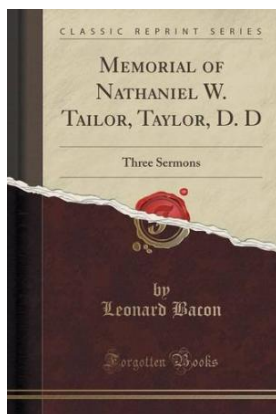 CLASSIC REPRINT SERIES
MEMORIAL OF
NATHANIEL W.
TAILOR, TAYLOR, D. D
Three Sermons
by
Leonard Bacon
Forgotten Books